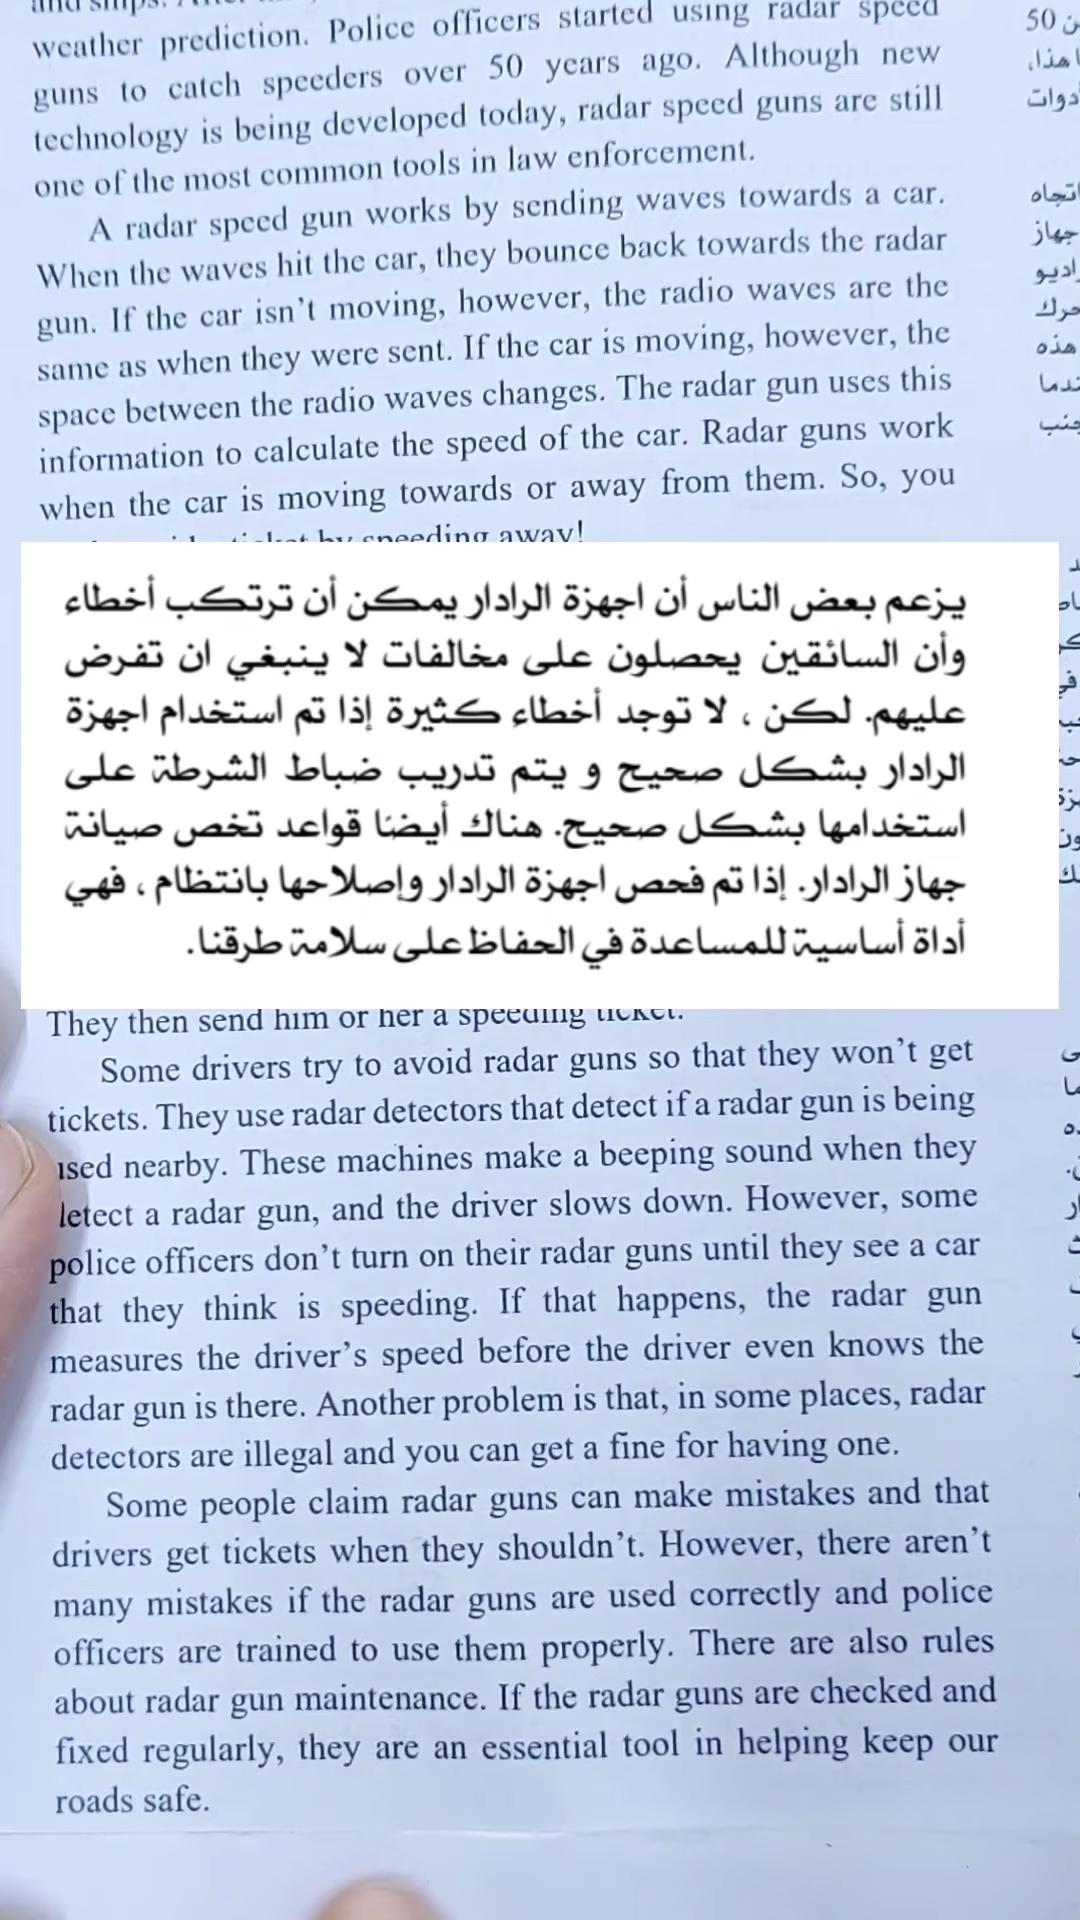 weather prediction. Police officers started using radar speed
guns to catch speeders over 50 years ago. Although new
technology is being developed today, radar speed guns are still
one of the most common tools in law enforcement.
A radar speed gun works by sending waves towards a car.
When the waves hit the car, they bounce back towards the radar
gun. If the car isn't moving, however, the radio waves are the
same as when they were sent. If the car is moving, however, the
space between the radio waves changes. The radar gun uses this
information to calculate the speed of the car. Radar guns work
when the car is moving towards or away from them. So, you
by speeding away!
يزعم بعض الناس أن اجهزة الرادار يمكن أن ترتكب أخطاء
وأن السائقين يحصلون على مخالفات لا ينبغي ان تفرض
عليهم. لكن ، لا توجد أخطاء كثيرة إذا تم استخدام اجهزة
الرادار بشكل صحيح و يتم تدريب ضباط الشرطة على
استخدامها بشكل صحيح. هناك أيضا قواعد تخص صيانة
جهاز الرادار. إذا تم فحص اجهزة الرادار وإصلاحها بانتظام ، فهي
أداة أساسية للمساعدة في الحفاظ على سلامة طرقنا.
They then send him or her a speeding ticket.
Some drivers try to avoid radar guns so that they won't get
tickets. They use radar detectors that detect if a radar gun is being
used nearby. These machines make a beeping sound when they
detect a radar gun, and the driver slows down. However, some
police officers don't turn on their radar guns until they see a car
that they think is speeding. If that happens, the radar gun
measures the driver's speed before the driver even knows the
radar gun is there. Another problem is that, in some places, radar
detectors are illegal and you can get a fine for having one.
Some people claim radar guns can make mistakes and that
drivers get tickets when they shouldn't. However, there aren't
many mistakes if the radar guns are used correctly and police
officers are trained to use them properly. There are also rules
about radar gun maintenance. If the radar guns are checked and
fixed regularly, they are an essential tool in helping keep our
roads safe.
50
هذا،
اتجاه
جهاز
هذه